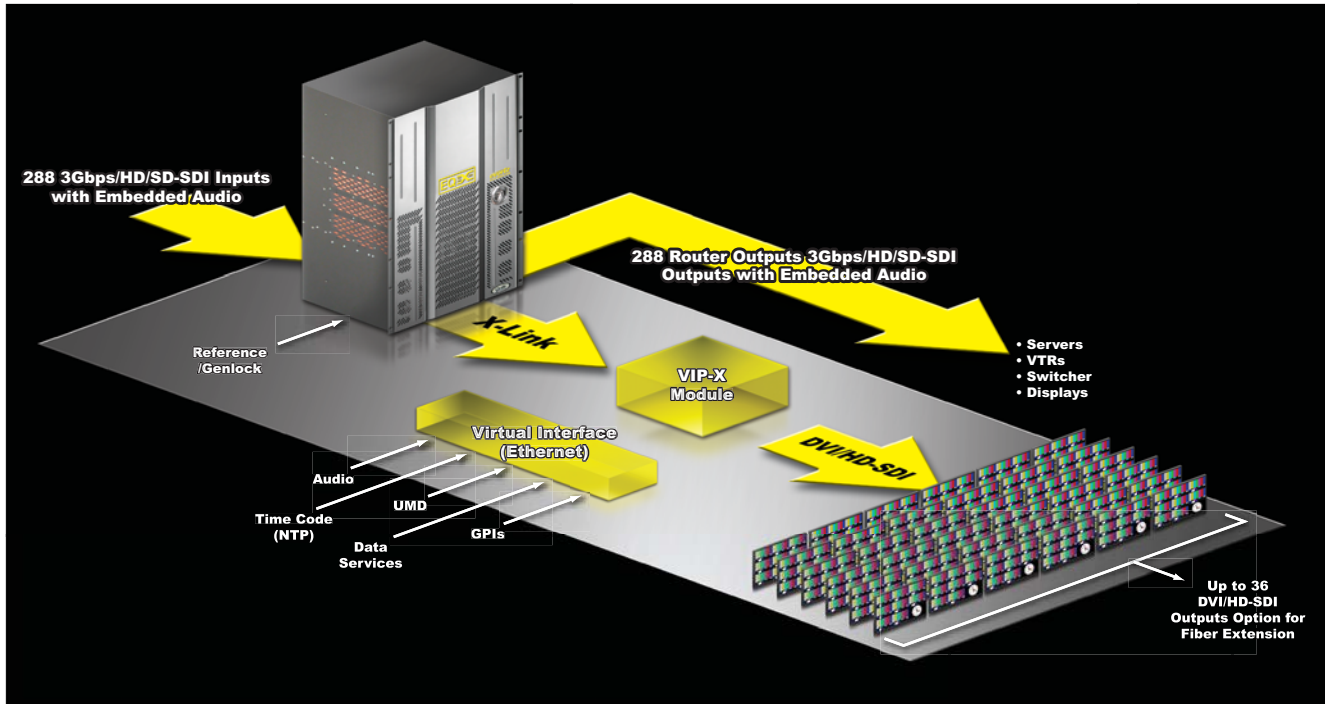 288 3Gbps/HD/SD-SDI Inputs
with Embedded Audio
EQX
288 Router Outputs 3Gbps/HD/SD-SDI
Outputs with Embedded Audio
X-Link
Reference
/Genlock
• Servers
• VTRs
• Switcher
• Displays
VIP-X
Module
Virtual Interface
(Ethernet)
DVI/HD-SDI
Audio
Time Code
(NTP)
UMD
Data
Services
GPIs
Up to 36
DVI/HD-SDI
Outputs Option for
Fiber Extension